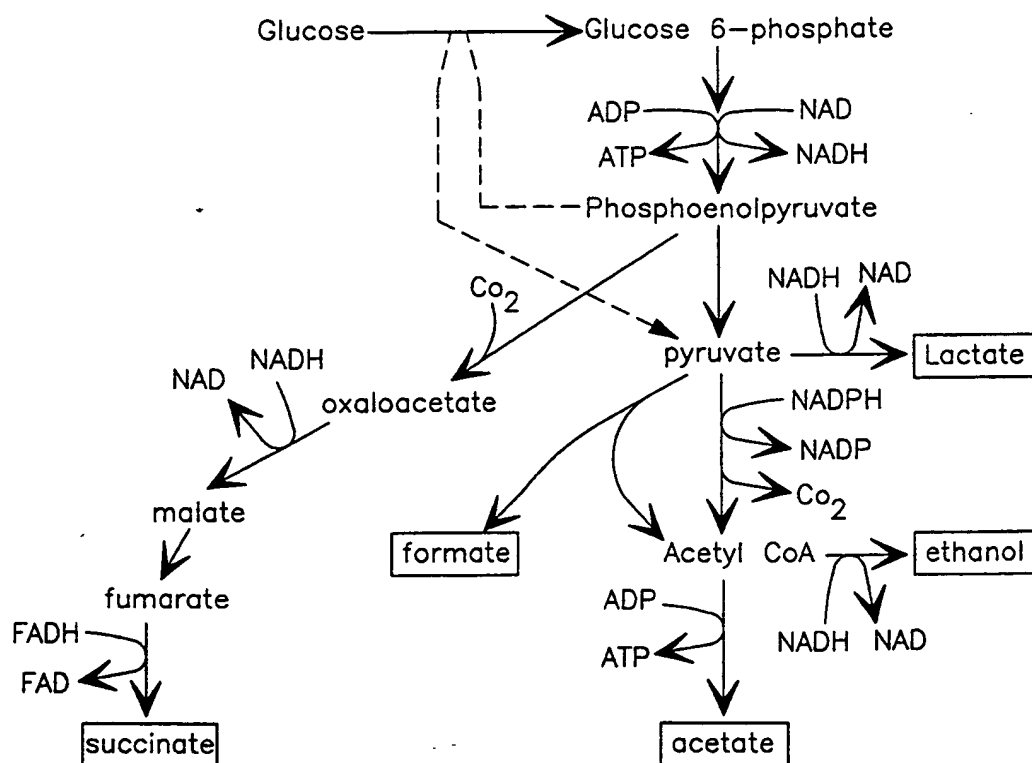 Glucose
Glucose 6-phosphate
ADP
NAD
ATP
NADH
Phosphoenolpyruvate
Co2
NADH
NAD
pyruvate
Lactate
NADH
NAD
oxaloacetate
NADPH
NADP
Co2
malate
formate
Acetyl CoA
ethanol
fumarate
ADP
NADH
NAD
FADH
ATP
FAD
succinate
acetate